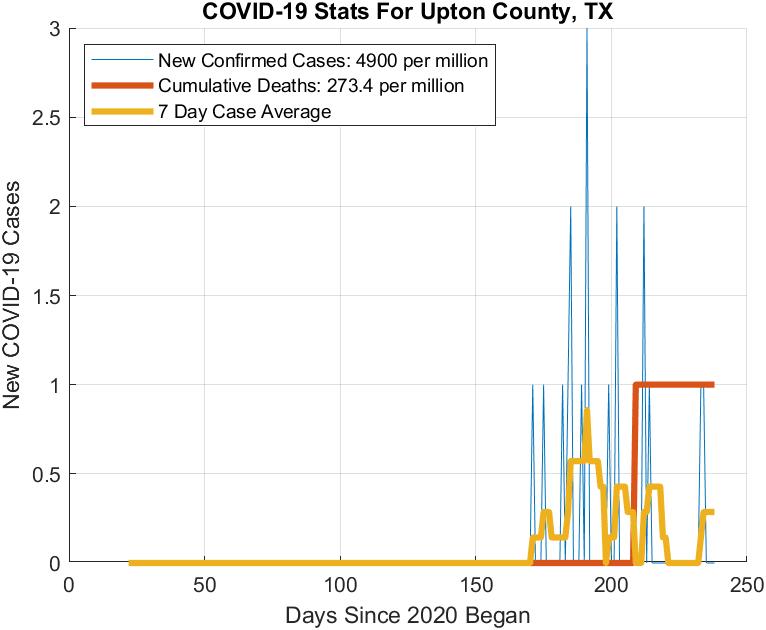 COVID-19 Stats For Upton County, TX
New Confirmed Cases: 4900 per million
Cumulative Deaths: 273.4 per million
7 Day Case Average
New COVID-19 Cases
3
2.5
2
1.5
1
0.5
0
0 50 100 150 200 250
Days Since 2020 Began